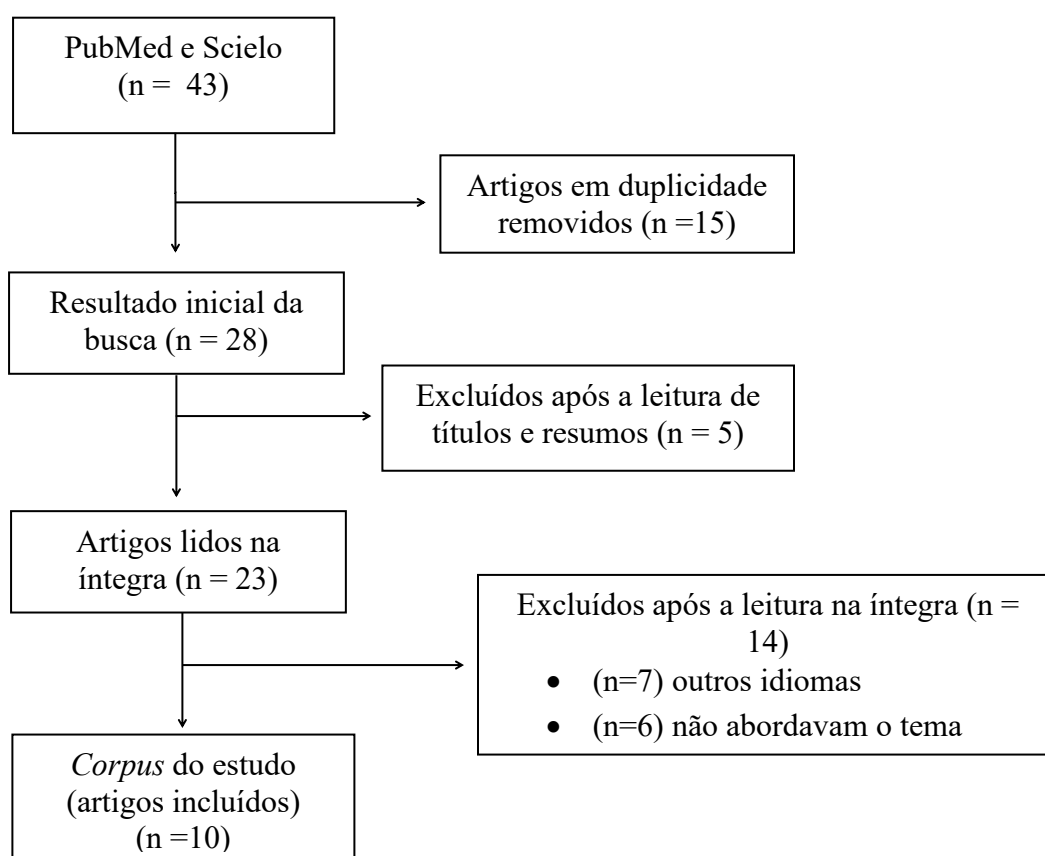 PubMed e Scielo
(n = 43)
Artigos em duplicidade
removidos (n =15)
Resultado inicial da
busca (n = 28)
Excluídos após a leitura de
títulos e resumos (n = 5)
Artigos lidos na
íntegra (n = 23)
Excluídos após a leitura na íntegra (n =
14)
• (n=7) outros idiomas
• (n=6) não abordavam o tema
Corpus do estudo
(artigos incluídos)
(n =10)